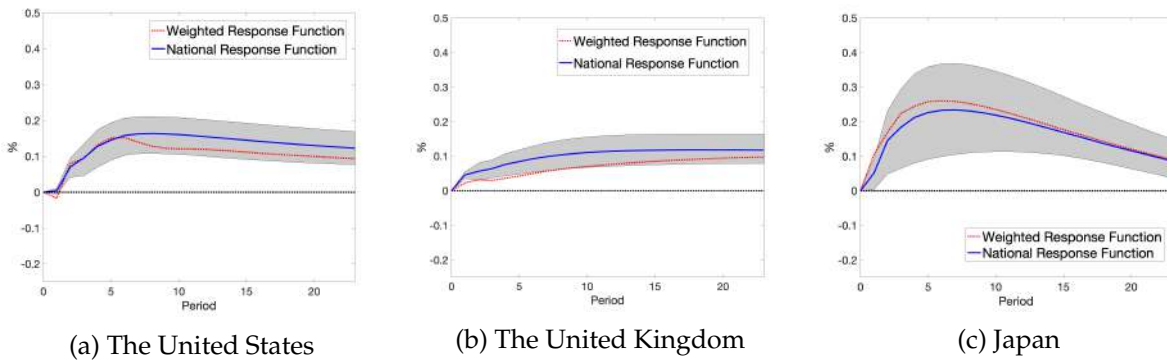 0.5
0.4
0.3
0.2
0.1
0
-0.1
-0.2
%
0 5 10 15 20
Period
Weighted Response Function
National Response Function
(a) The United States
0.5
0.4
0.3
0.2
0.1
0
-0.1
-0.2
%
0 5 10 15 20
Period
Weighted Response Function
National Response Function
(b) The United Kingdom
0.5
0.4
0.3
0.2
0.1
0
-0.1
-0.2
%
0 5 10 15 20
Period
Weighted Response Function
National Response Function
(c) Japan